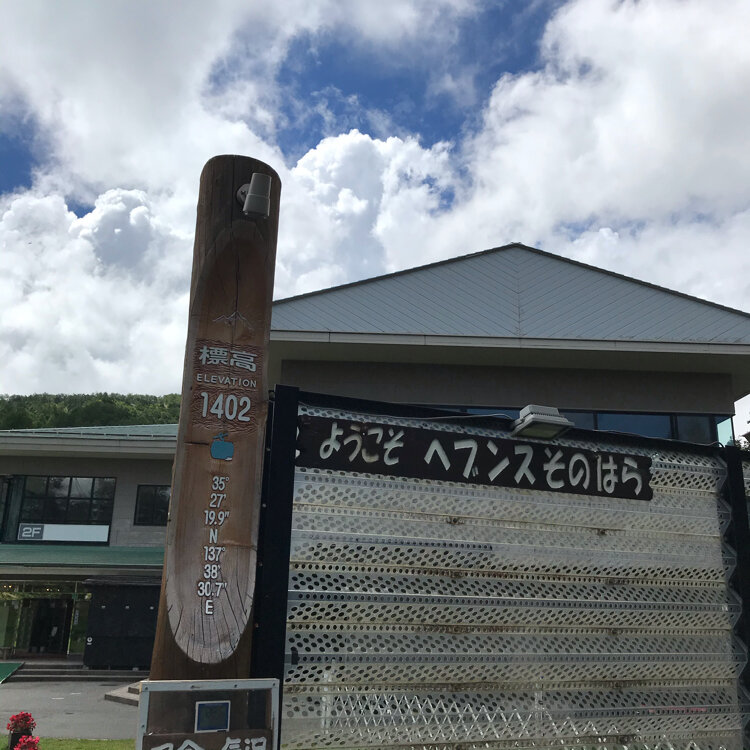 標高
ELEVATION
1402
35°
27'
19.9"
N
137°
38'
30.7"
E
ようこそ ヘブンスそのはら
2F